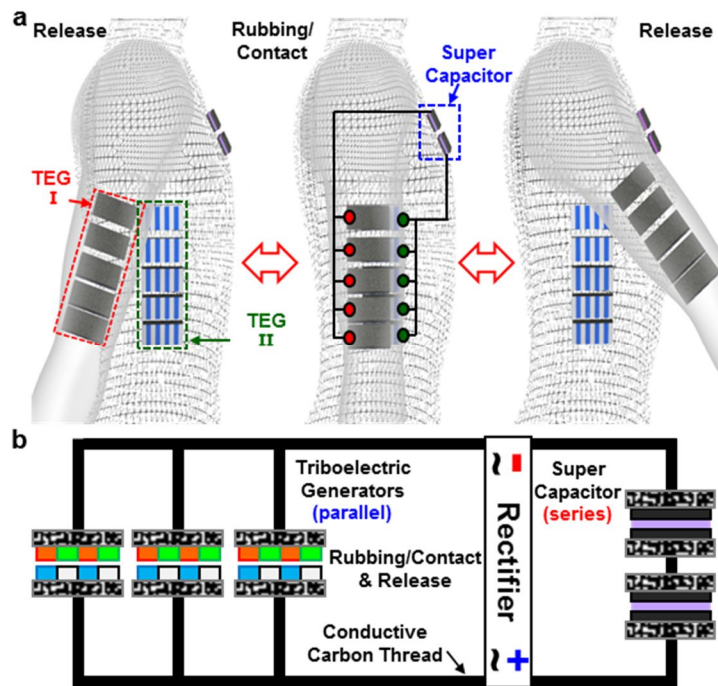 a
Release
Rubbing/
Contact
Release
Super
Capacitor
TEG
I
TEG
II
b
Triboelectric
Generators
(parallel)
Rubbing/Contact
& Release
Conductive
Carbon Thread
~ -
Rectifier
~ +
Super
Capacitor
(series)